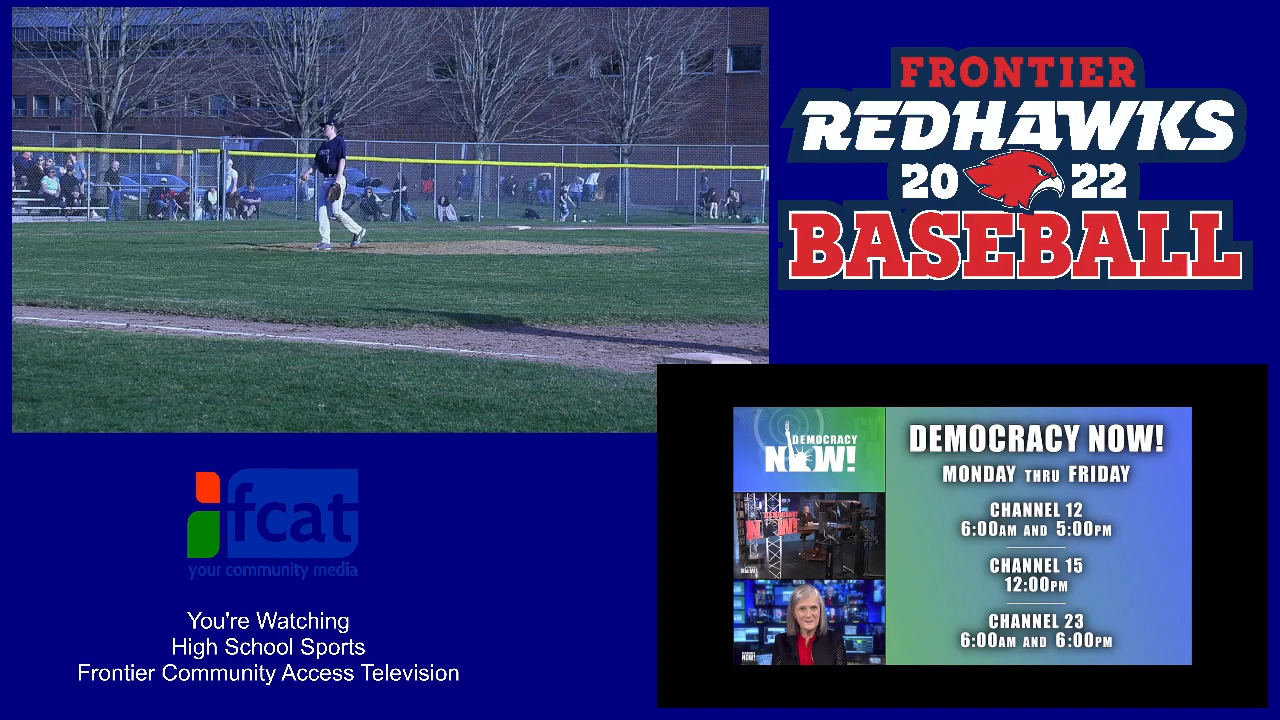 FRONTIER
REDHAWKS
2022
BASEBALL
DEMOCRACY
NOW!
DEMOCRACY NOW!
MONDAY THRU FRIDAY
CHANNEL 12
6:00AM AND 5:00PM
CHANNEL 15
12:00PM
CHANNEL 23
6:00AM AND 6:00PM
fcat
your community media
You're Watching
High School Sports
Frontier Community Access Television